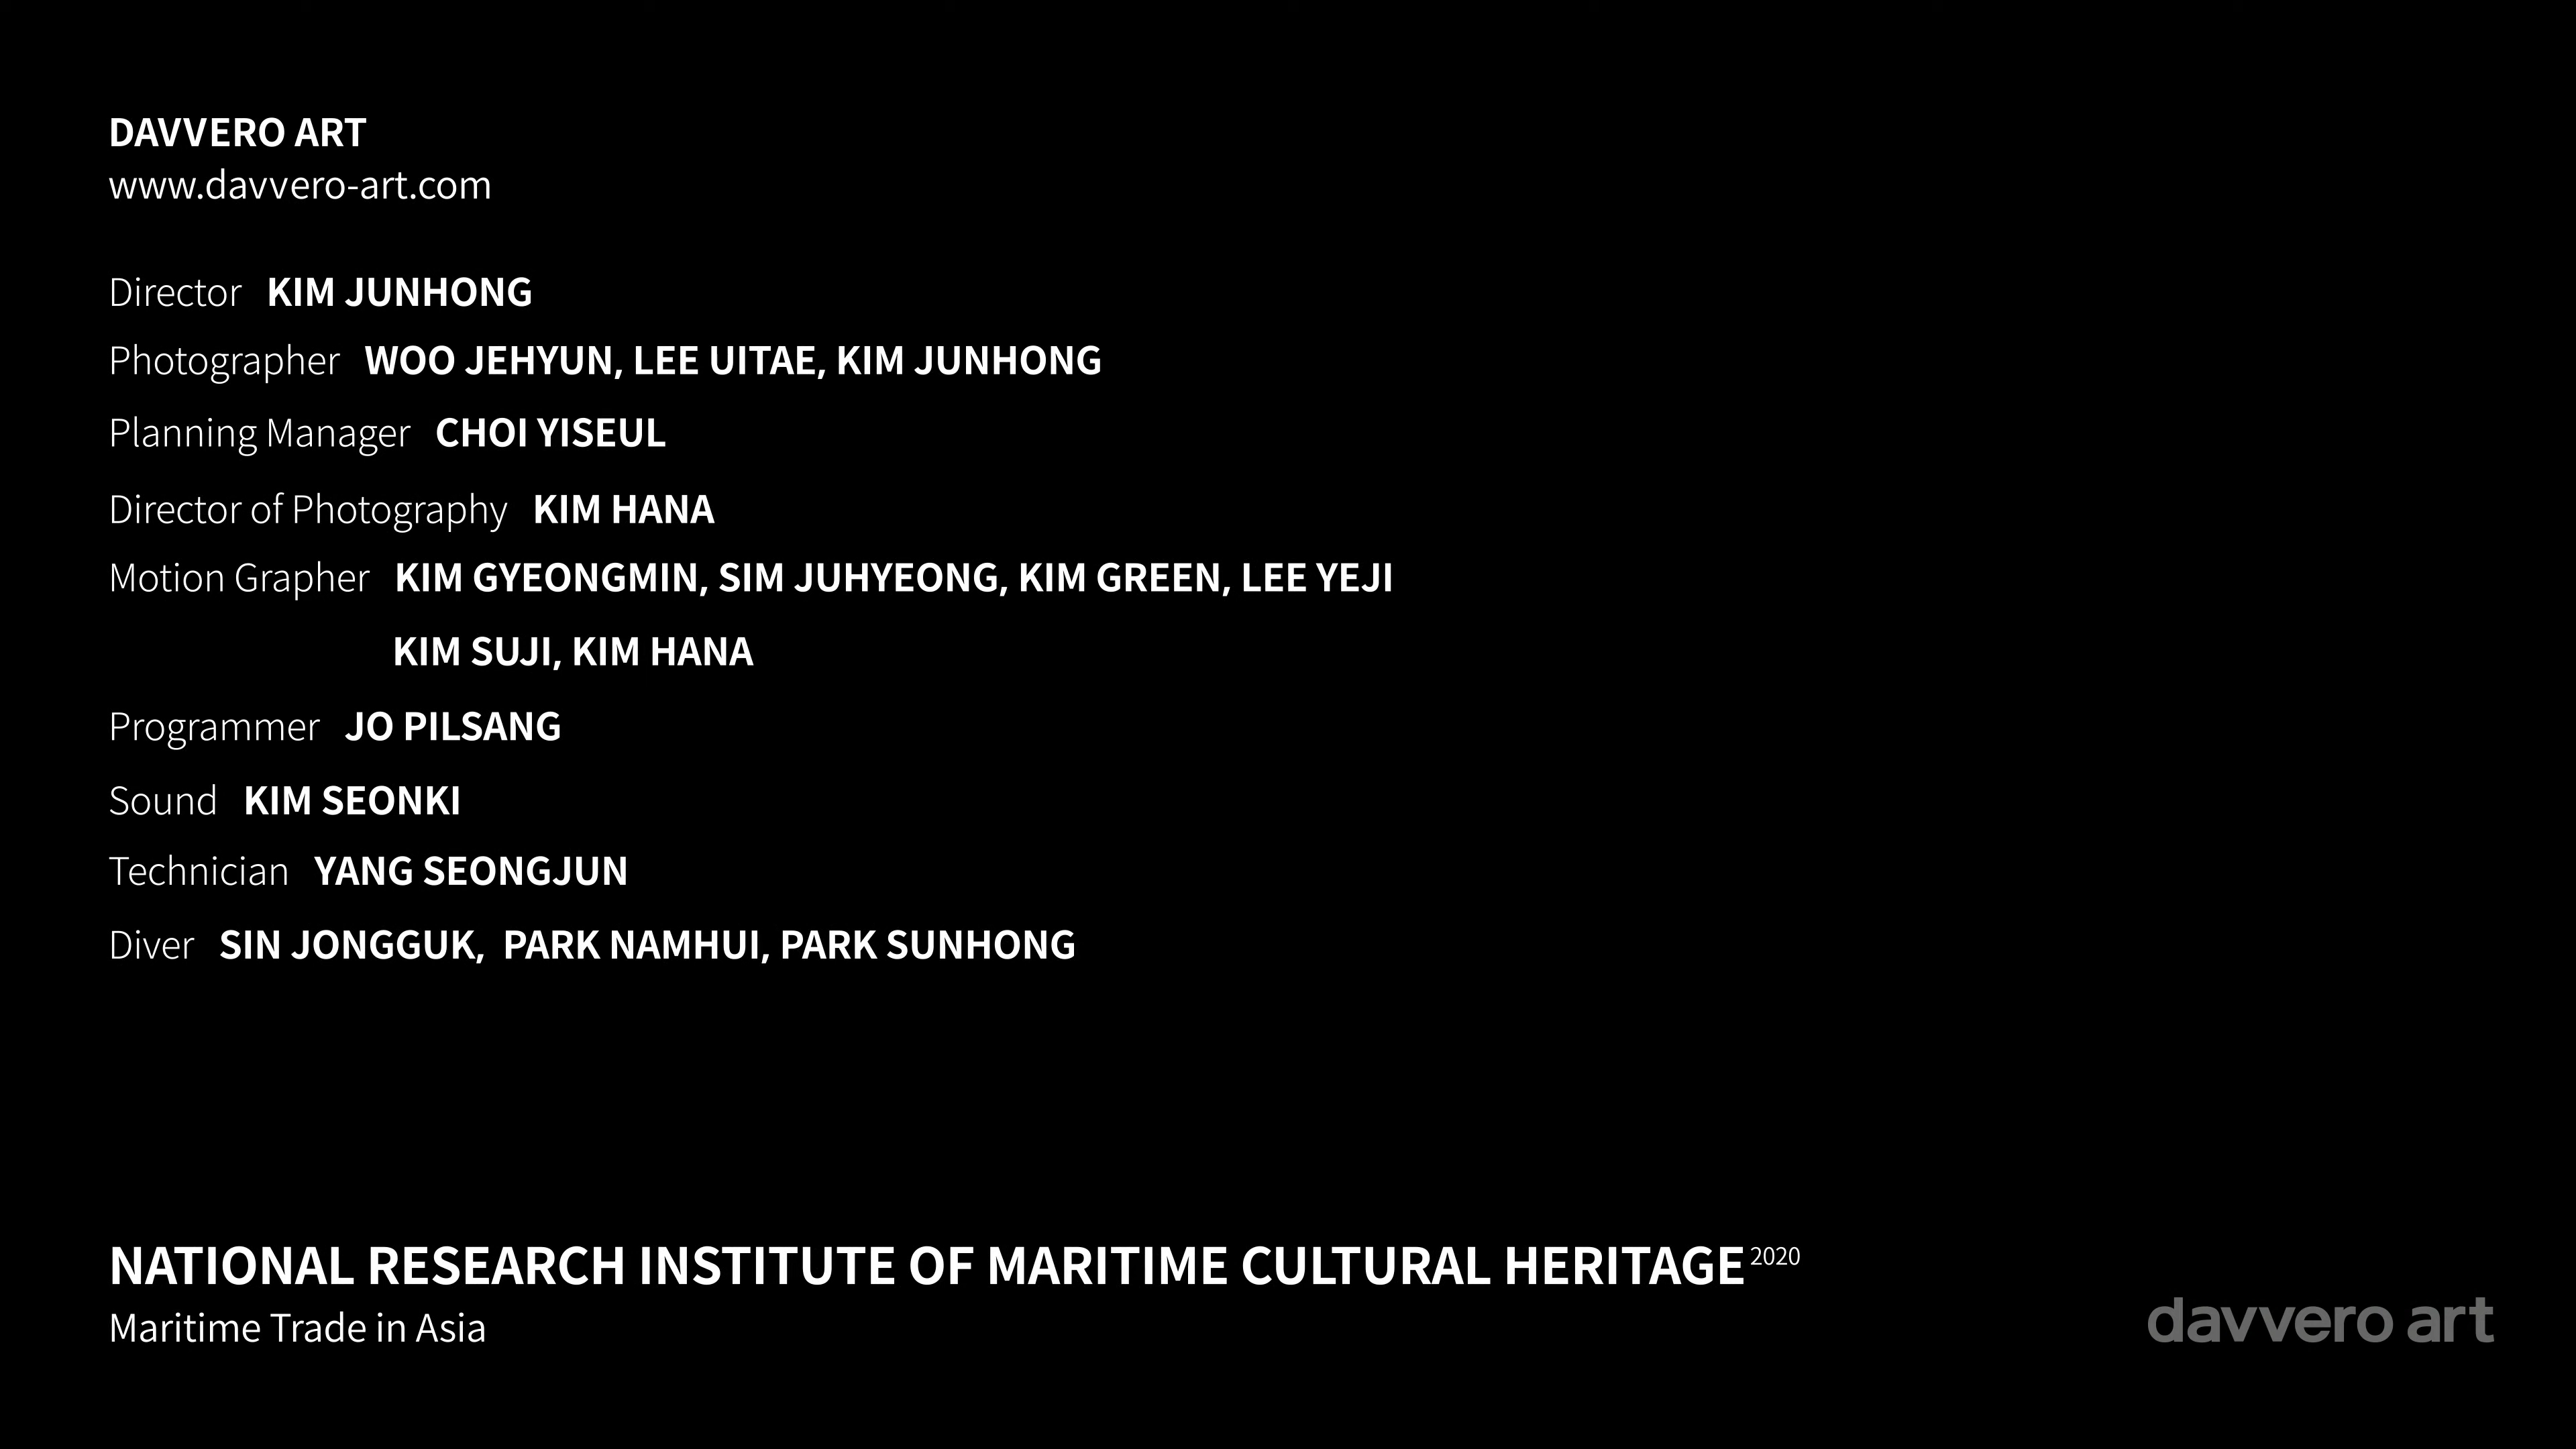 DAVVERO ART
www.davvero-art.com
Director KIM JUNHONG
Photographer WOO JEHYUN, LEE UITAE, KIM JUNHONG
Planning Manager CHOI YISEUL
Director of Photography KIM HANA
Motion Grapher KIM GYEONGMIN, SIM JUHYEONG, KIM GREEN, LEE YEJI
KIM SUJI, KIM HANA
Programmer JO PILSANG
Sound KIM SEONKI
Technician YANG SEONGJUN
Diver SIN JONGGUK, PARK NAMHUI, PARK SUNHONG
NATIONAL RESEARCH INSTITUTE OF MARITIME CULTURAL HERITAGE 2020
Maritime Trade in Asia
davvero art